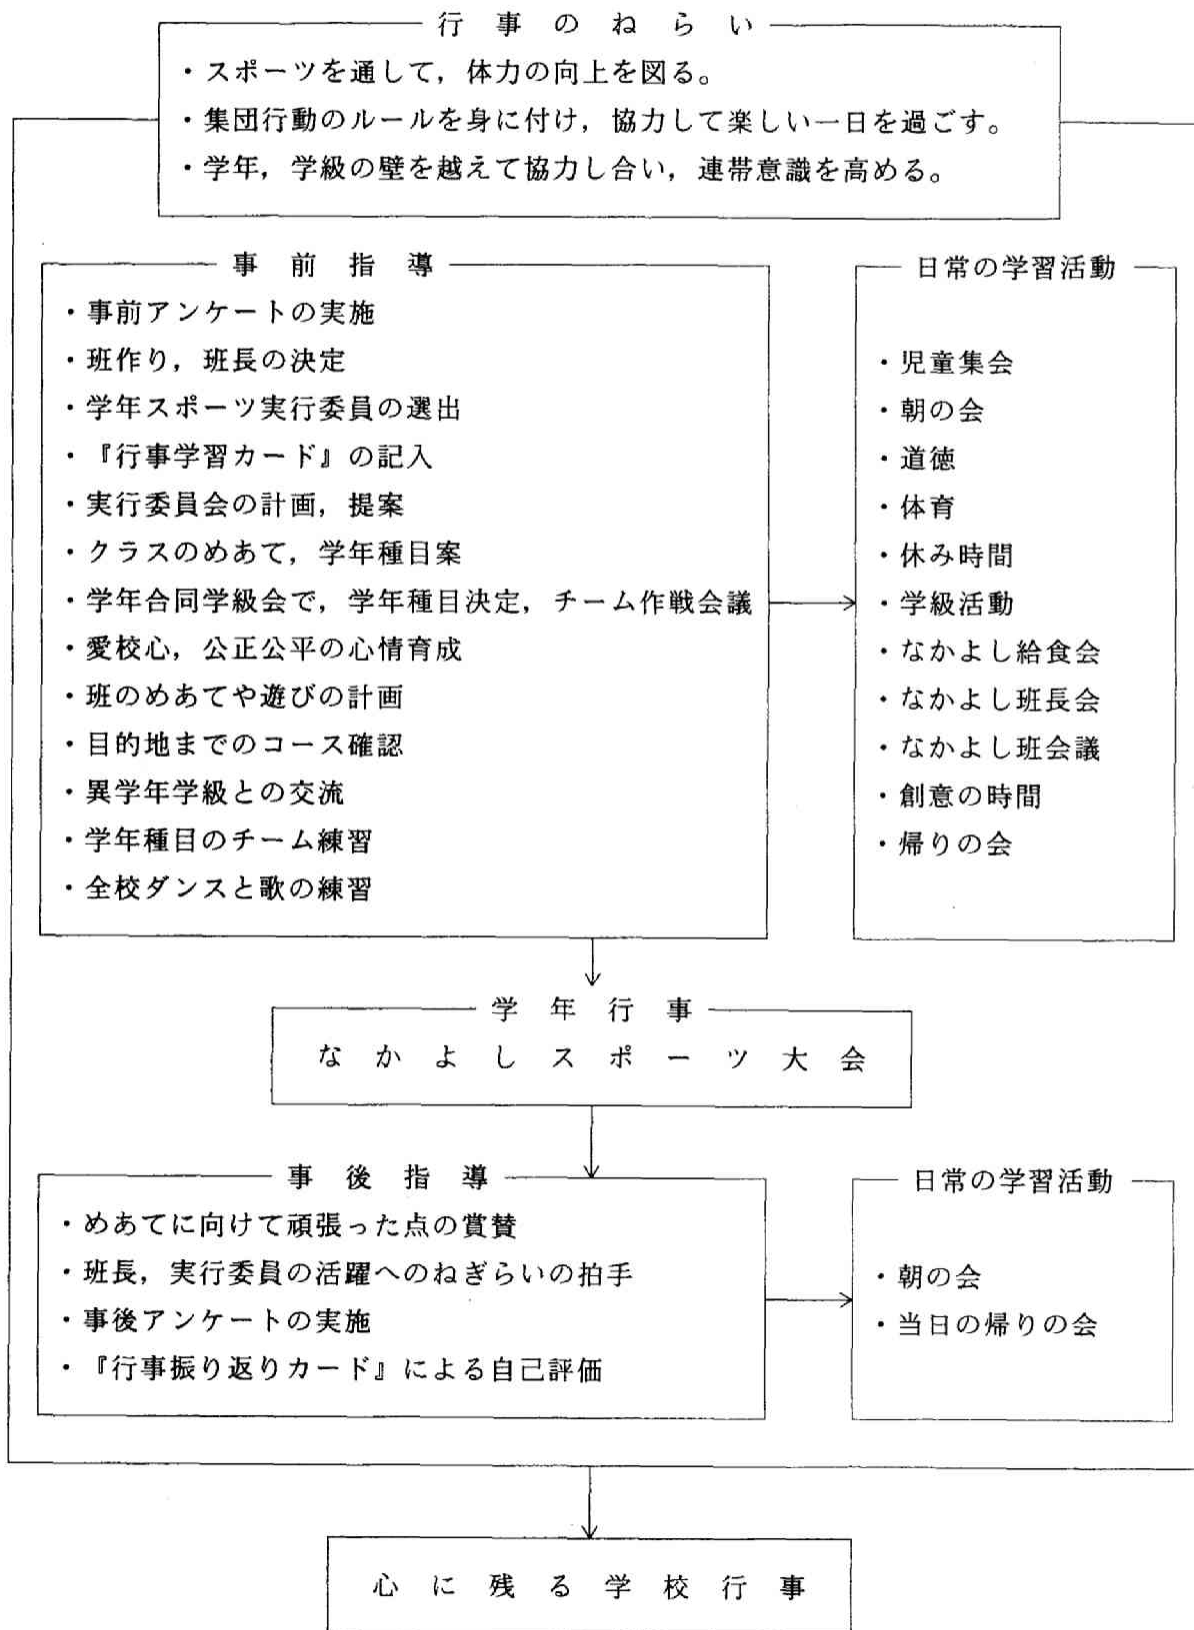 行事のねらい
・スポーツを通して，体力の向上を図る。
・集団行動のルールを身に付け，協力して楽しい一日を過ごす。
・学年，学級の壁を越えて協力し合い，連帯意識を高める。
事前指導
・事前アンケートの実施
・班作り，班長の決定
・学年スポーツ実行委員の選出
・『行事学習カード』の記入
・実行委員会の計画，提案
・クラスのめあて，学年種目案
・学年合同学級会で，学年種目決定，チーム作戦会議
・愛校心，公正公平の心情育成
・班のめあてや遊びの計画
・目的地までのコース確認
・異学年学級との交流
・学年種目のチーム練習
・全校ダンスと歌の練習
日常の学習活動
・児童集会
・朝の会
・道徳
・体育
・休み時間
・学級活動
・なかよし給食会
・なかよし班長会
・なかよし班会議
・創意の時間
・帰りの会
学年行事
なかよしスポーツ大会
事後指導
・めあてに向けて頑張った点の賞賛
・班長，実行委員の活躍へのねぎらいの拍手
・事後アンケートの実施
・『行事振り返りカード』による自己評価
日常の学習活動
・朝の会
・当日の帰りの会
心に残る学校行事